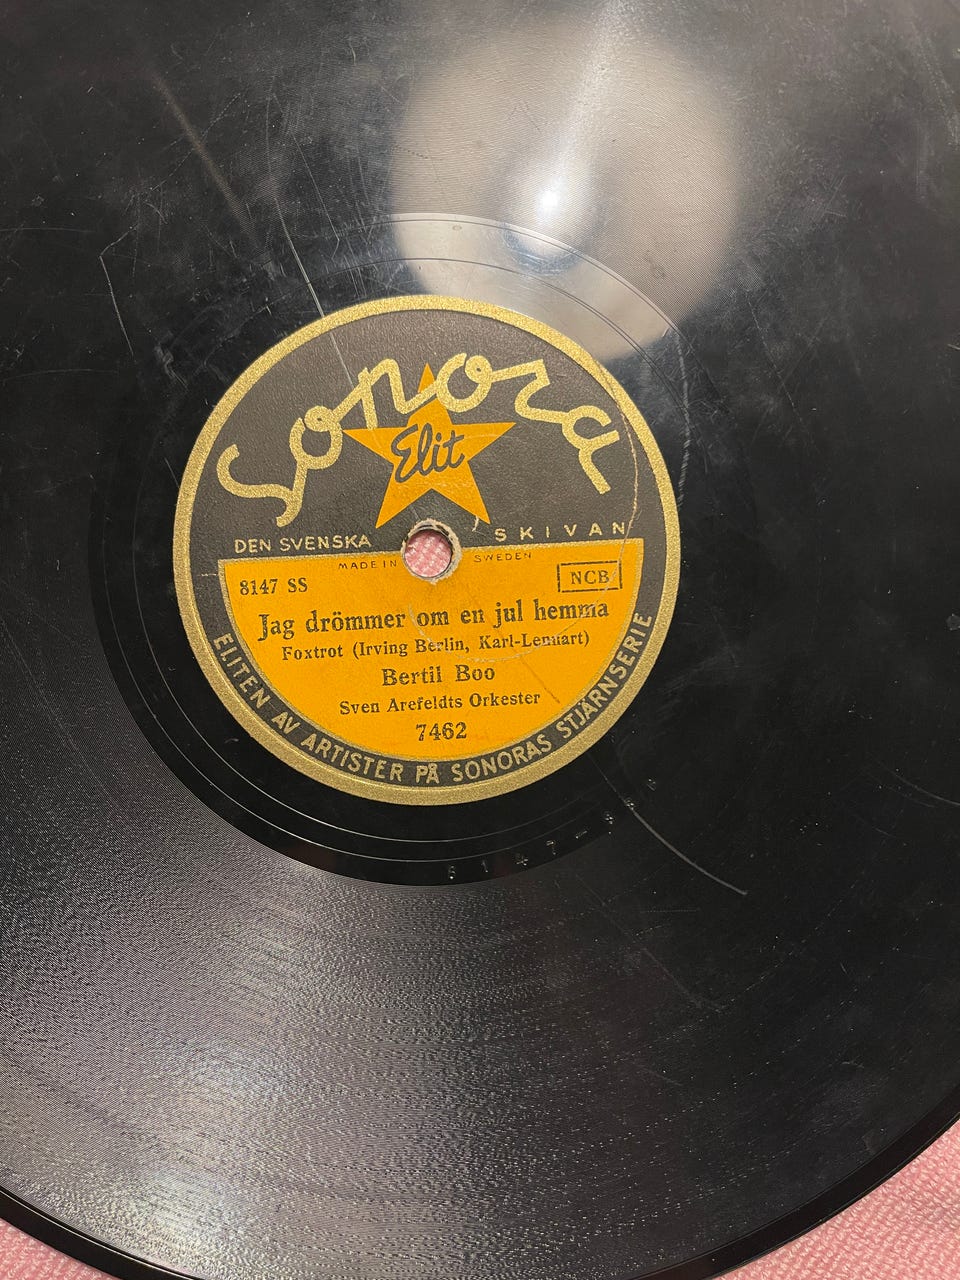 Sonora
Elit
DEN SVENSKA SKIVAN
MADE IN SWEDEN
8147 SS
NCB
Jag drömmer om en jul hemma
Foxtrot (Irving Berlin, Karl-Lennart)
Bertil Boo
Sven Arefeldts Orkester
7462
ELITEN AV ARTISTER PÅ SONORAS STJÄRNSERIE